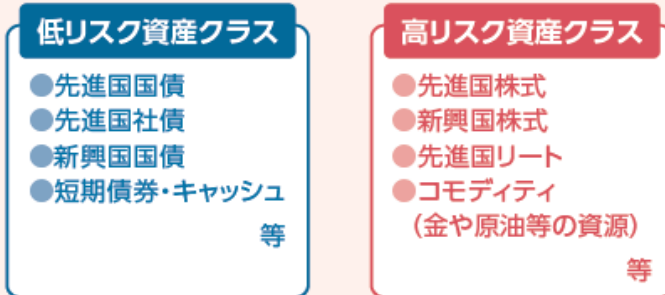 低リスク資産クラス
●先進国国債
●先進国社債
●新興国国債
●短期債券・キャッシュ
等
高リスク資産クラス
●先進国株式
●新興国株式
●先進国リート
●コモディティ
（金や原油等の資源）
等